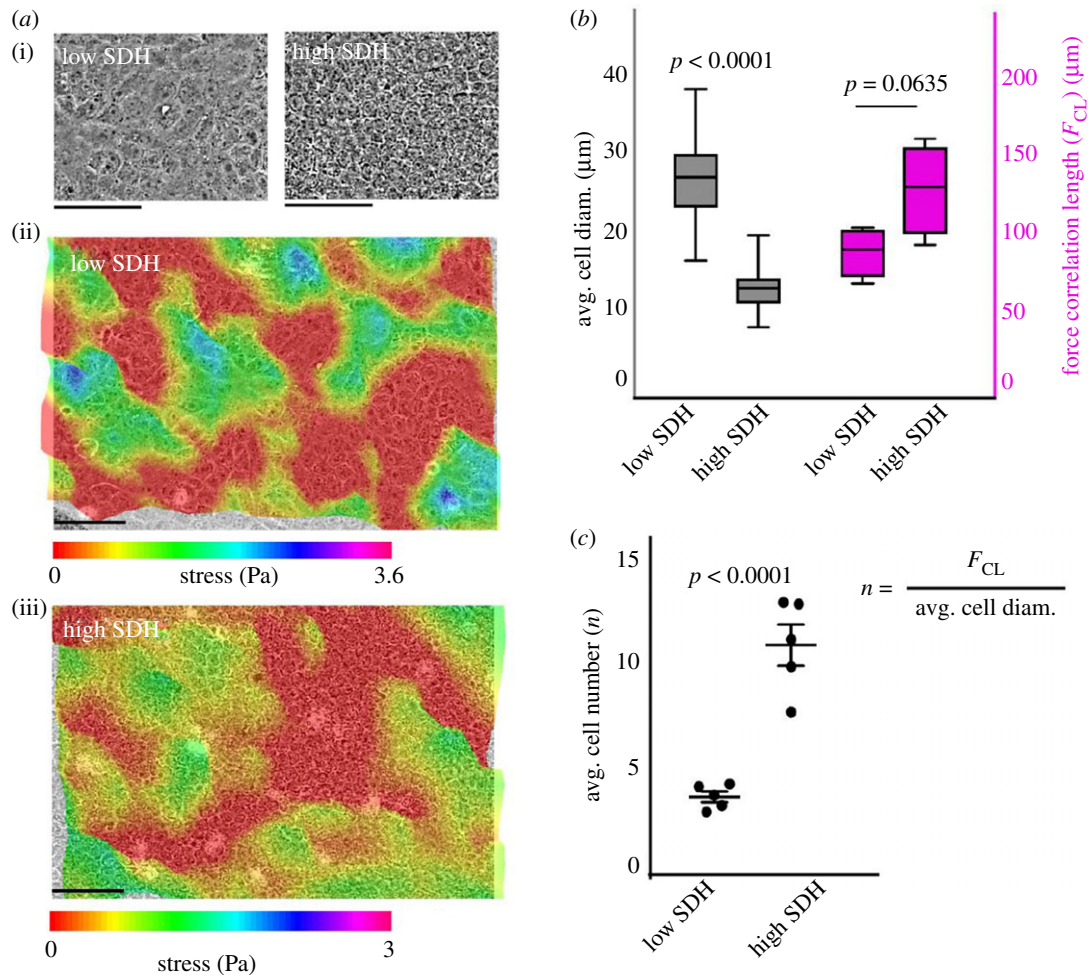 (a)
(i)
low SDH
high SDH
(ii)
low SDH
0
stress (Pa)
3.6
(iii)
high SDH
0
stress (Pa)
3
(b)
p < 0.0001
p = 0.0635
avg. cell diam. (µm)
40
30
20
10
0
force correlation length (F_CL) (µm)
200
150
100
50
0
low SDH
high SDH
low SDH
high SDH
(c)
p < 0.0001
n = F_CL
avg. cell diam.
avg. cell number (n)
15
10
5
0
low SDH
high SDH